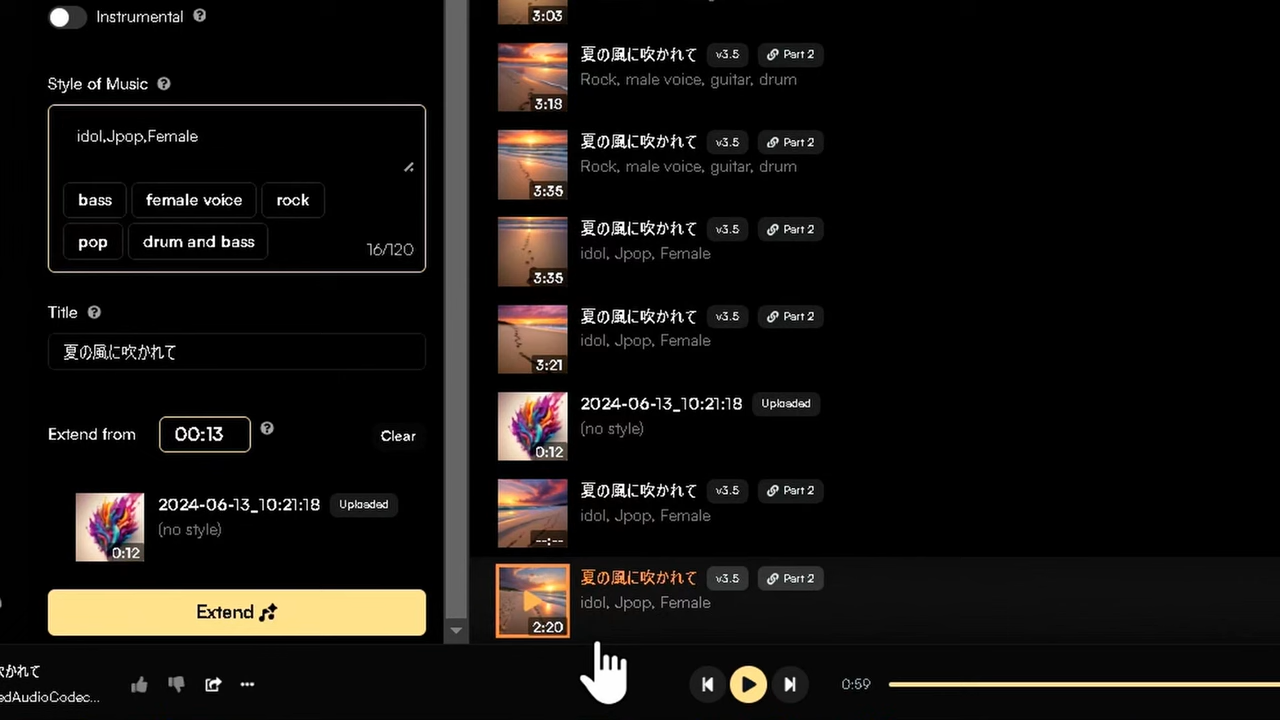 Instrumental
Style of Music
idol,Jpop,Female
bass
female voice
rock
pop
drum and bass
16/120
Title
夏の風に吹かれて
Extend from
00:13
Clear
2024-06-13_10:21:18
Uploaded
(no style)
0:12
Extend
吹かれて
edAudioCodec...
3:03
夏の風に吹かれて v3.5 Part 2
Rock, male voice, guitar, drum
3:18
夏の風に吹かれて v3.5 Part 2
Rock, male voice, guitar, drum
3:35
夏の風に吹かれて v3.5 Part 2
idol, Jpop, Female
3:35
夏の風に吹かれて v3.5 Part 2
idol, Jpop, Female
3:21
2024-06-13_10:21:18 Uploaded
(no style)
0:12
夏の風に吹かれて v3.5 Part 2
idol, Jpop, Female
--:--
夏の風に吹かれて v3.5 Part 2
idol, Jpop, Female
2:20
0:59